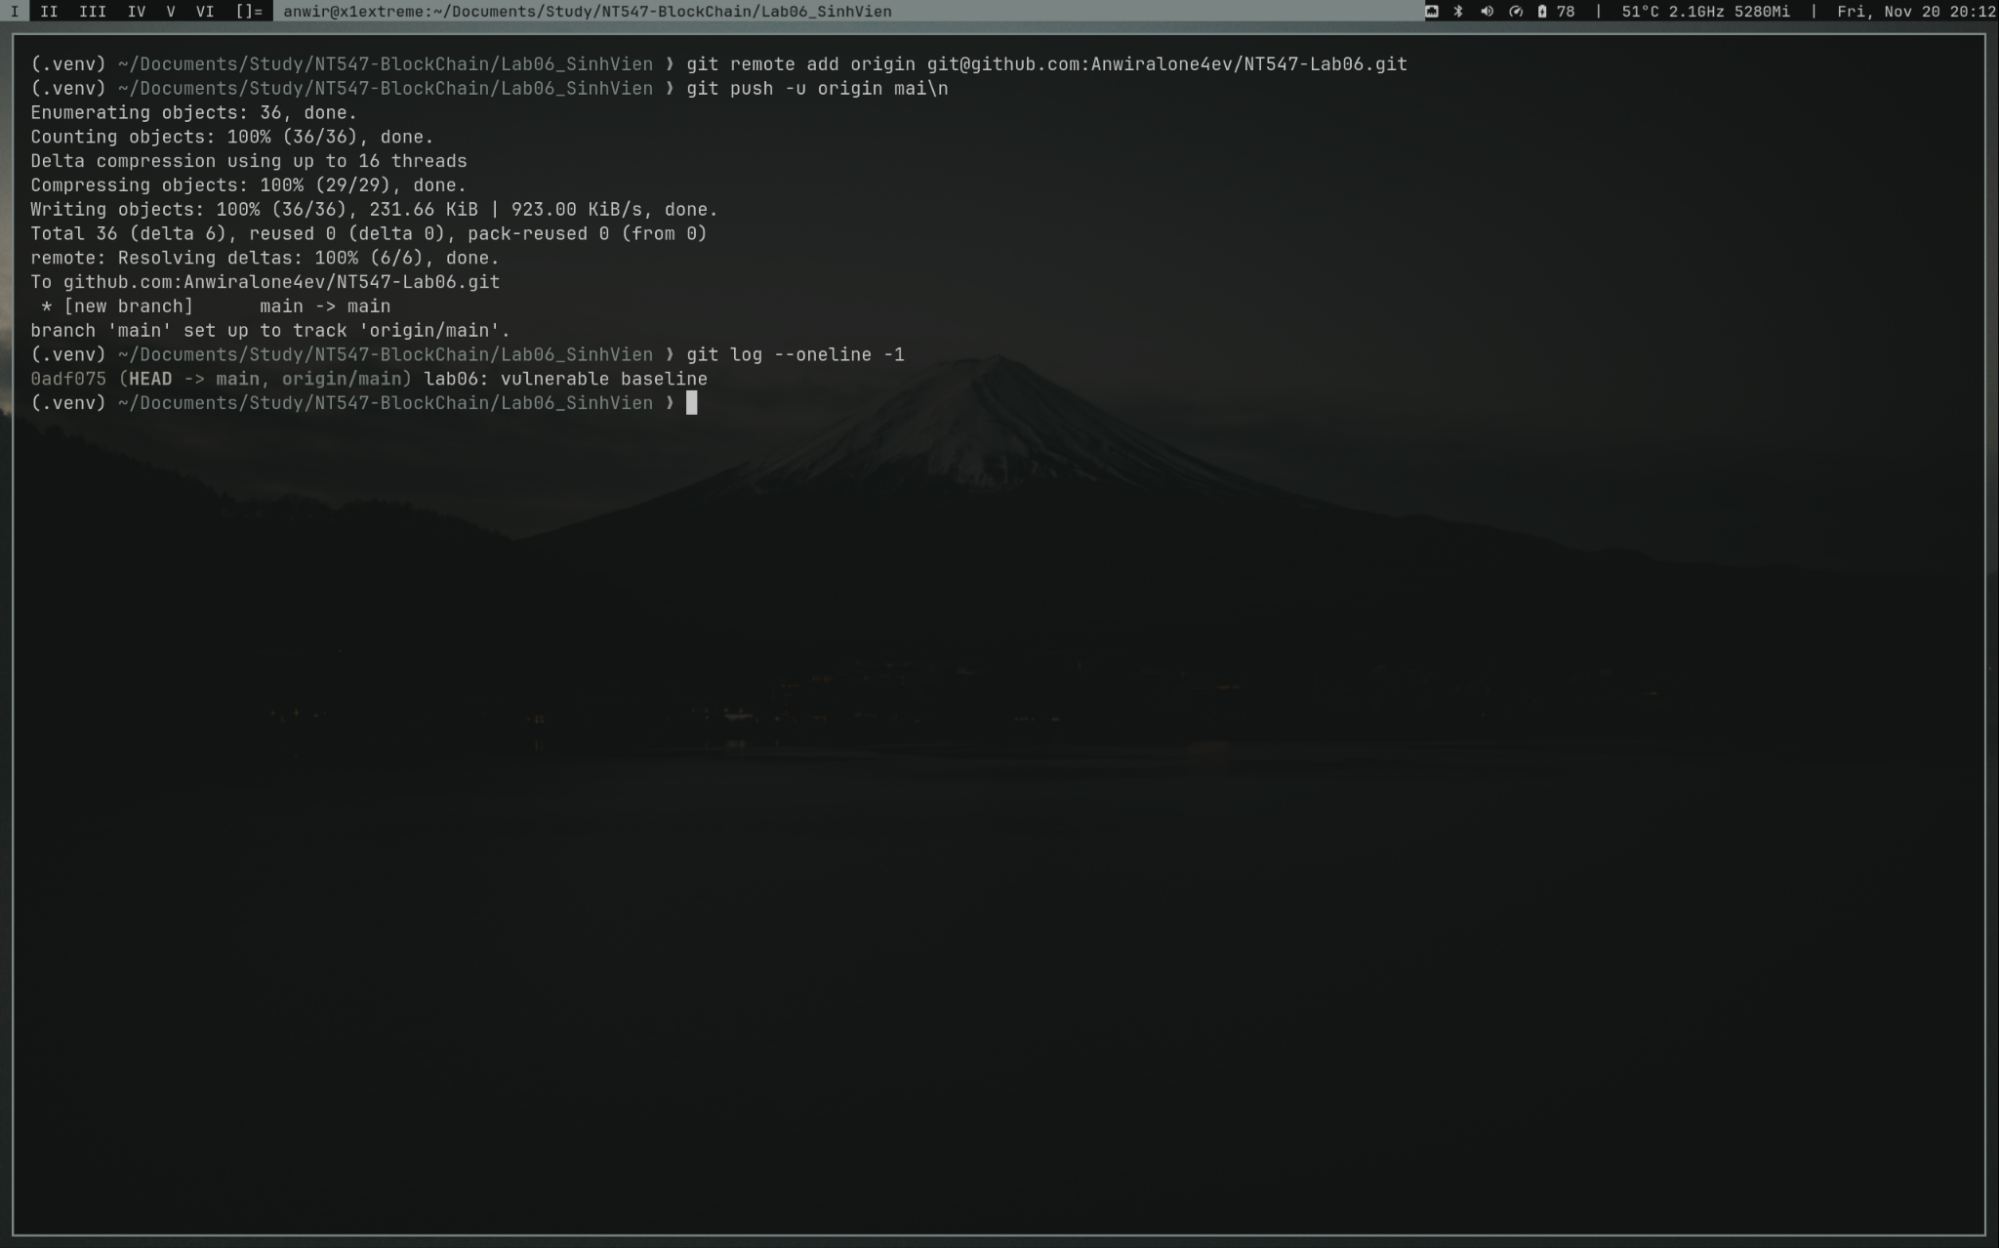 I II III IV V VI []= anwir@x1extreme:~/Documents/Study/NT547-BlockChain/Lab06_SinhVien 78 | 51°C 2.1GHz 5280Mi | Fri, Nov 20 20:12
(.venv) ~/Documents/Study/NT547-BlockChain/Lab06_SinhVien ❯ git remote add origin git@github.com:Anwiralone4ev/NT547-Lab06.git
(.venv) ~/Documents/Study/NT547-BlockChain/Lab06_SinhVien ❯ git push -u origin mai\n
Enumerating objects: 36, done.
Counting objects: 100% (36/36), done.
Delta compression using up to 16 threads
Compressing objects: 100% (29/29), done.
Writing objects: 100% (36/36), 231.66 KiB | 923.00 KiB/s, done.
Total 36 (delta 6), reused 0 (delta 0), pack-reused 0 (from 0)
remote: Resolving deltas: 100% (6/6), done.
To github.com:Anwiralone4ev/NT547-Lab06.git
 * [new branch]      main -> main
branch 'main' set up to track 'origin/main'.
(.venv) ~/Documents/Study/NT547-BlockChain/Lab06_SinhVien ❯ git log --oneline -1
0adf075 (HEAD -> main, origin/main) lab06: vulnerable baseline
(.venv) ~/Documents/Study/NT547-BlockChain/Lab06_SinhVien ❯